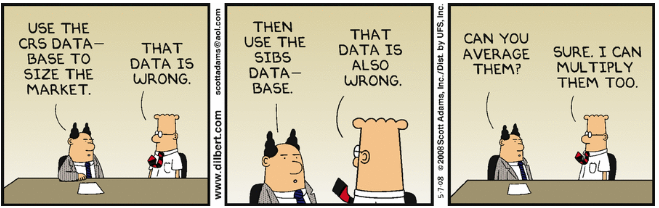 USE THE
CRS DATA-
BASE TO
SIZE THE
MARKET.
THAT
DATA IS
WRONG.
www.dilbert.com scottadams@aol.com
THEN
USE THE
SIBS
DATA-
BASE.
THAT
DATA IS
ALSO
WRONG.
5-7-08 © 2008 Scott Adams, Inc./Dist. by UFS, Inc.
CAN YOU
AVERAGE
THEM?
SURE. I CAN
MULTIPLY
THEM TOO.